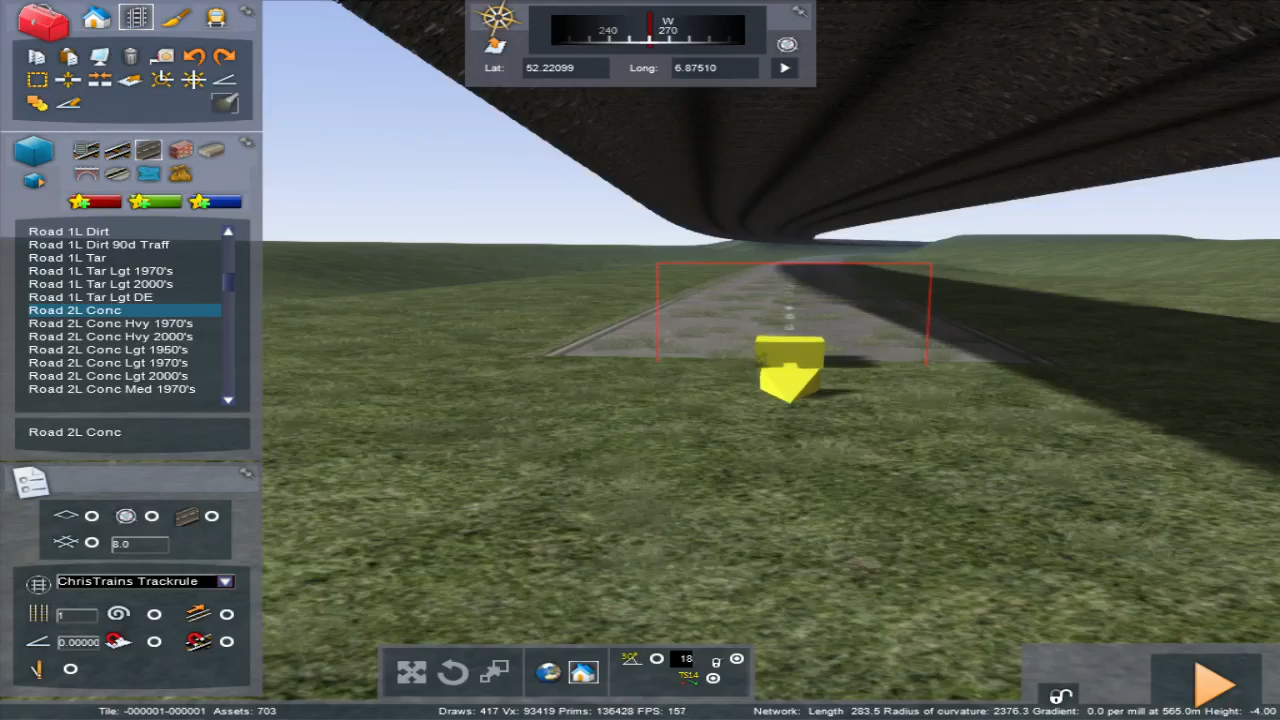 W
240 270
Lat: 52.22099 Long: 6.87510
Road 1L Dirt
Road 1L Dirt 90d Traff
Road 1L Tar
Road 1L Tar Lgt 1970's
Road 1L Tar Lgt 2000's
Road 1L Tar Lgt DE
Road 2L Conc
Road 2L Conc Hvy 1970's
Road 2L Conc Hvy 2000's
Road 2L Conc Lgt 1950's
Road 2L Conc Lgt 1970's
Road 2L Conc Lgt 2000's
Road 2L Conc Med 1970's
Road 2L Conc
8.0
ChrisTrains Trackrule
1
0.00000
30° 18
TS14
Tile: -000001-000001 Assets: 703 Draws: 417 Vx: 93419 Prims: 136428 FPS: 157 Network: Length 283.5 Radius of curvature: 2376.3 Gradient: 0.0 per mill at 565.0m Height: -4.00